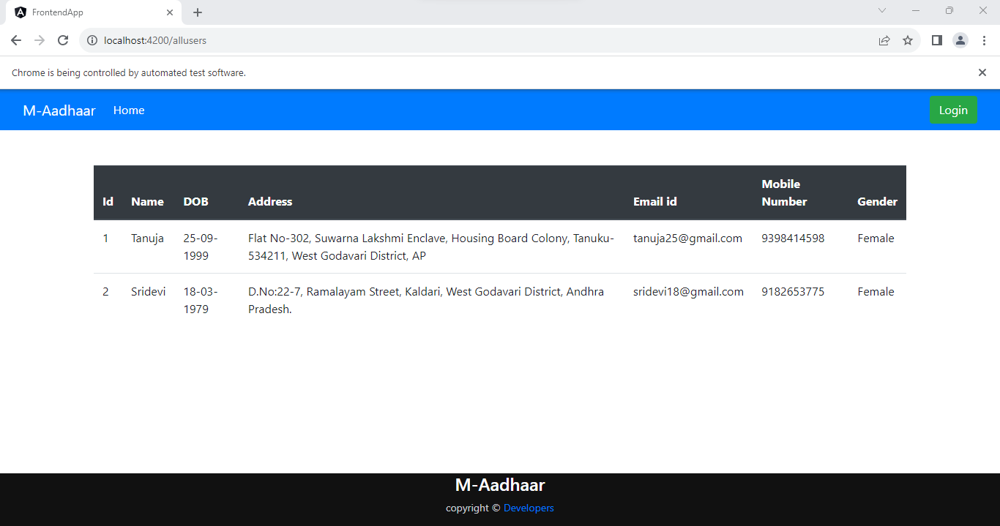 FrontendApp
localhost:4200/allusers
Chrome is being controlled by automated test software.
M-Aadhaar Home Login
Id Name DOB Address Email id Mobile Number Gender
1 Tanuja 25-09-1999 Flat No-302, Suwarna Lakshmi Enclave, Housing Board Colony, Tanuku-
534211, West Godavari District, AP tanuja25@gmail.com 9398414598 Female
2 Sridevi 18-03-1979 D.No:22-7, Ramalayam Street, Kaldari, West Godavari District, Andhra
Pradesh. sridevi18@gmail.com 9182653775 Female
M-Aadhaar
copyright © Developers